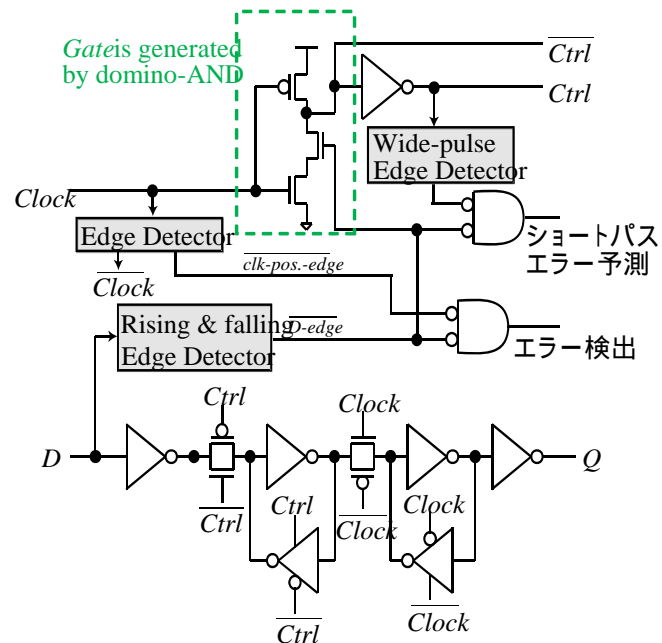 Gate is generated
by domino-AND
Ctrl
Ctrl
Wide-pulse
Edge Detector
Clock
Edge Detector
clk-pos.-edge
Clock
ショートパス
エラー予測
Rising & falling
Edge Detector
D-edge
エラー検出
Ctrl
Clock
D
Q
Ctrl
Ctrl
Clock
Clock
Ctrl
Clock